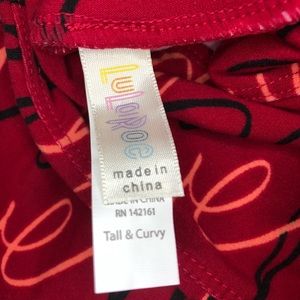 LULAROE
made in
china
MADE IN CHINA
RN 142161
Tall & Curvy